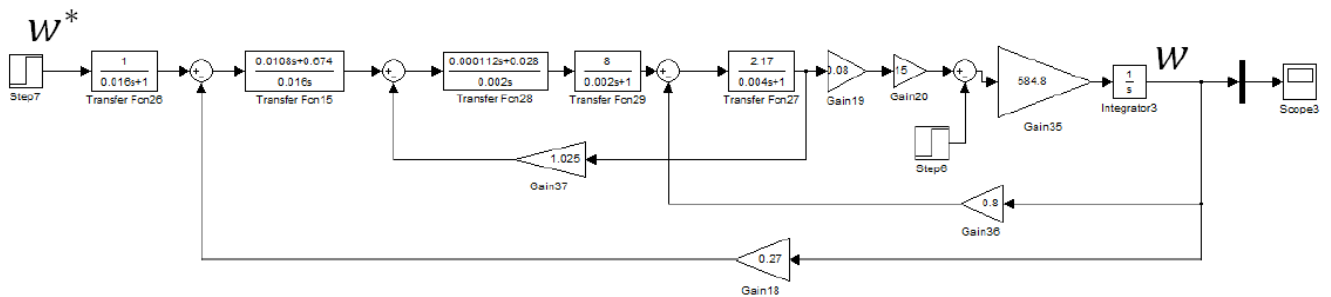 w*
Step7
1
0.016s+1
Transfer Fcn26
0.0108s+0.674
0.016s
Transfer Fcn15
0.000112s+0.028
0.002s
Transfer Fcn28
8
0.002s+1
Transfer Fcn29
2.17
0.004s+1
Transfer Fcn27
0.08
Gain19
15
Gain20
584.8
Gain35
1
s
Integrator3
w
Scope3
Step6
1.025
Gain37
0.8
Gain36
0.27
Gain18